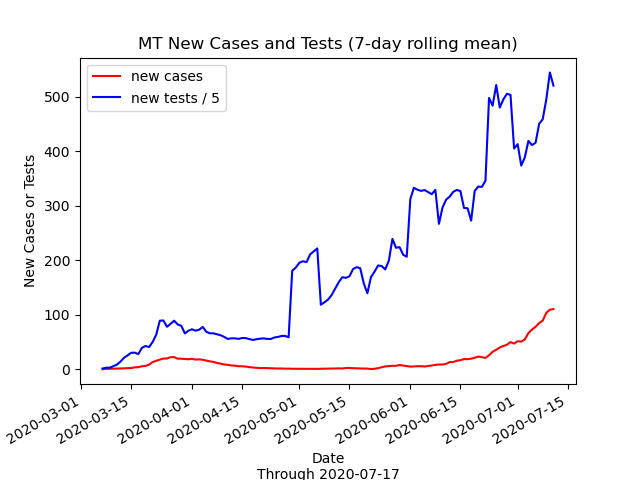 MT New Cases and Tests (7-day rolling mean)
new cases
new tests / 5
New Cases or Tests
500
400
300
200
100
0
2020-03-01
2020-03-15
2020-04-01
2020-04-15
2020-05-01
2020-05-15
2020-06-01
2020-06-15
2020-07-01
2020-07-15
Date
Through 2020-07-17